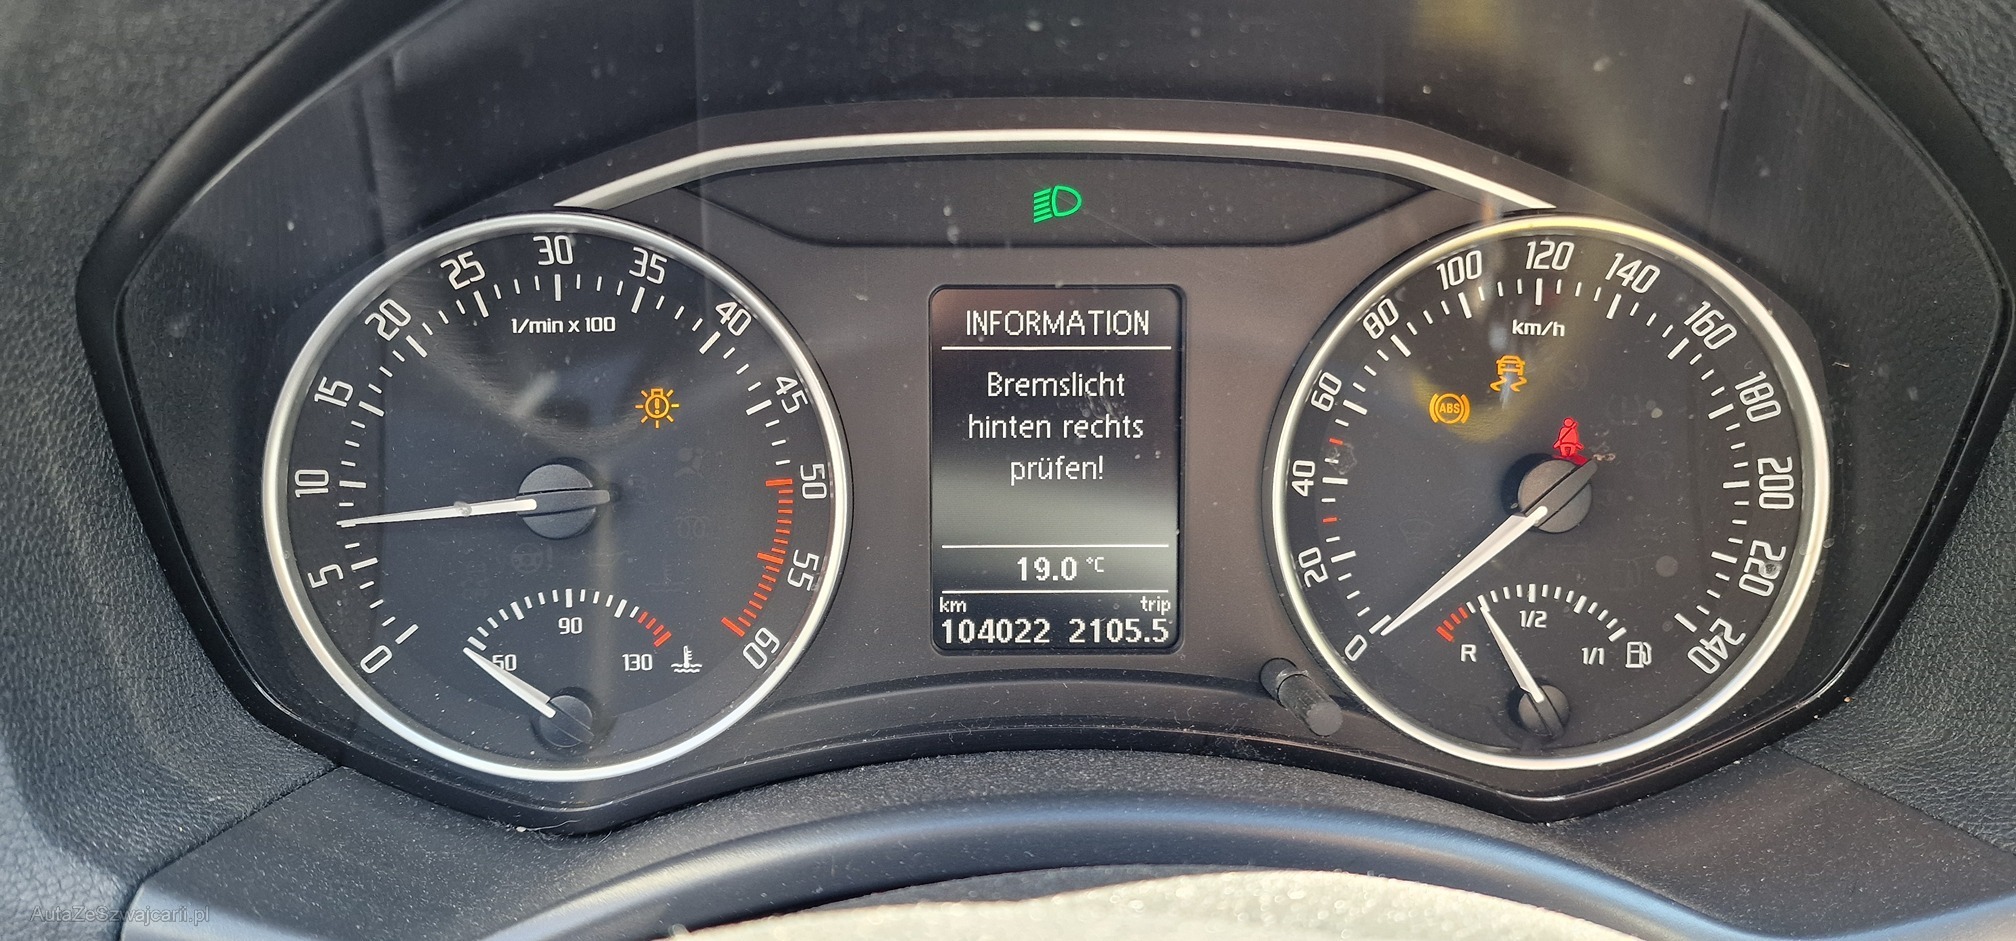 INFORMATION
Bremslicht
hinten rechts
prüfen!
19.0 °C
km trip
104022 2105.5
0 5 10 15 20 25 30 35 40 45 50 55 60
1/min x 100
50 90 130
0 20 40 60 80 100 120 140 160 180 200 220 240
km/h
ABS
R 1/2 1/1
AutaZeSzwajcarii.pl